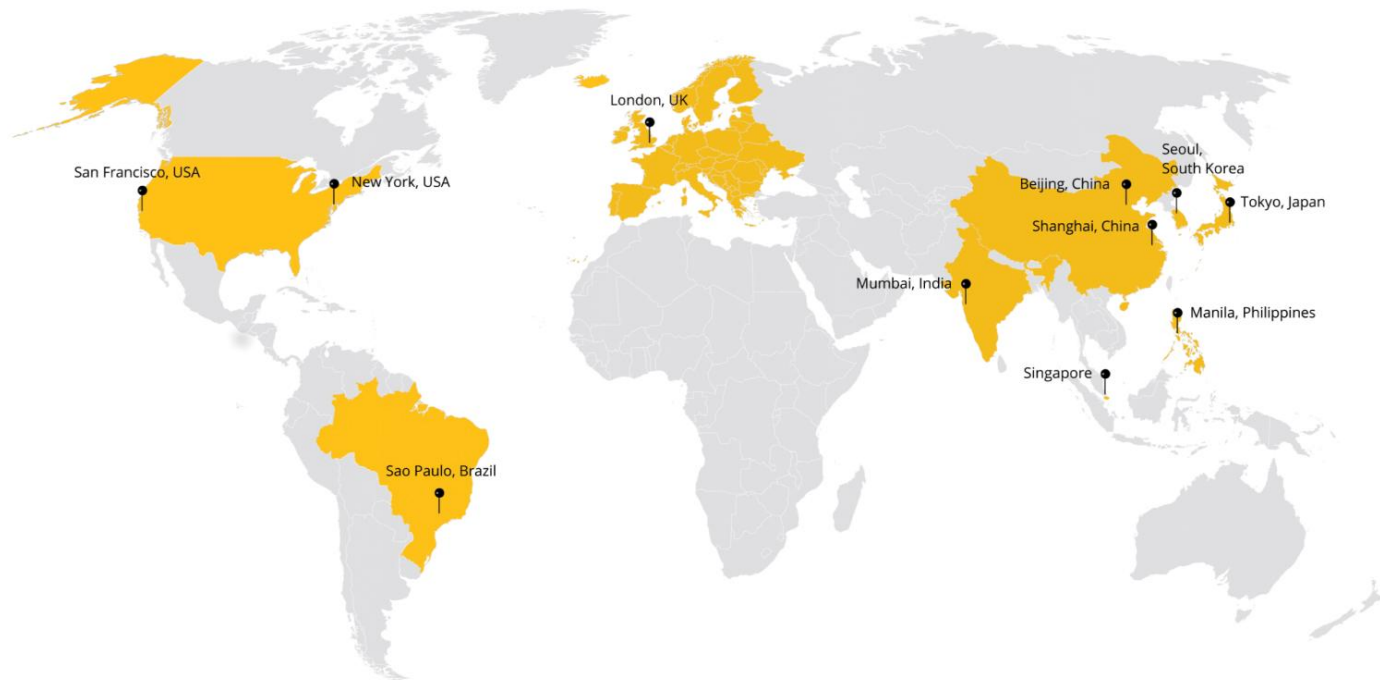 London, UK
San Francisco, USA
New York, USA
Seoul,
South Korea
Beijing, China
Tokyo, Japan
Shanghai, China
Mumbai, India
Manila, Philippines
Singapore
Sao Paulo, Brazil